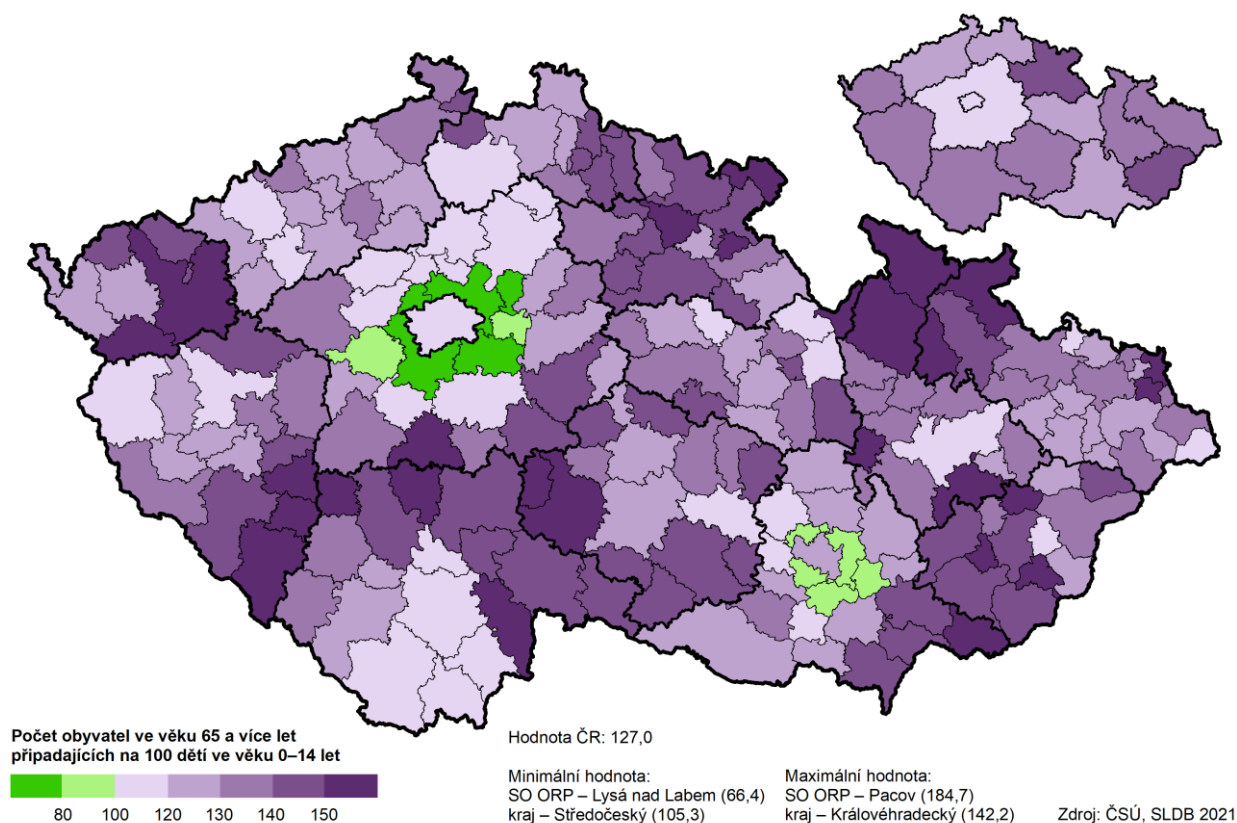 Počet obyvatel ve věku 65 a více let
připadajících na 100 dětí ve věku 0–14 let
80 100 120 130 140 150
Hodnota ČR: 127,0
Minimální hodnota:
SO ORP – Lysá nad Labem (66,4)
kraj – Středočeský (105,3)
Maximální hodnota:
SO ORP – Pacov (184,7)
kraj – Královéhradecký (142,2)
Zdroj: ČSÚ, SLDB 2021